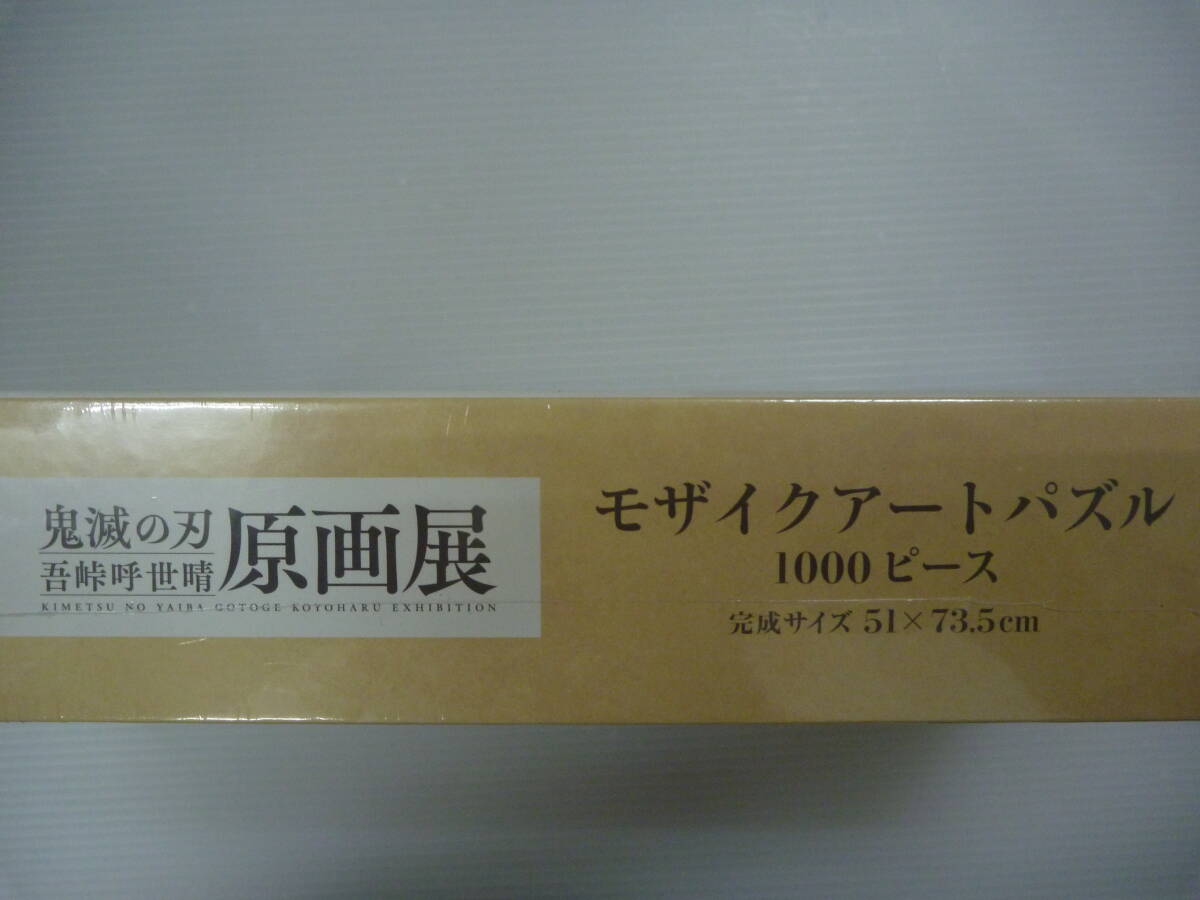 鬼滅の刃
吾峠呼世晴
原画展
KIMETSU NO YAIBA GOTOGE KOYOHARU EXHIBITION
モザイクアートパズル
1000ピース
完成サイズ 51×73.5cm